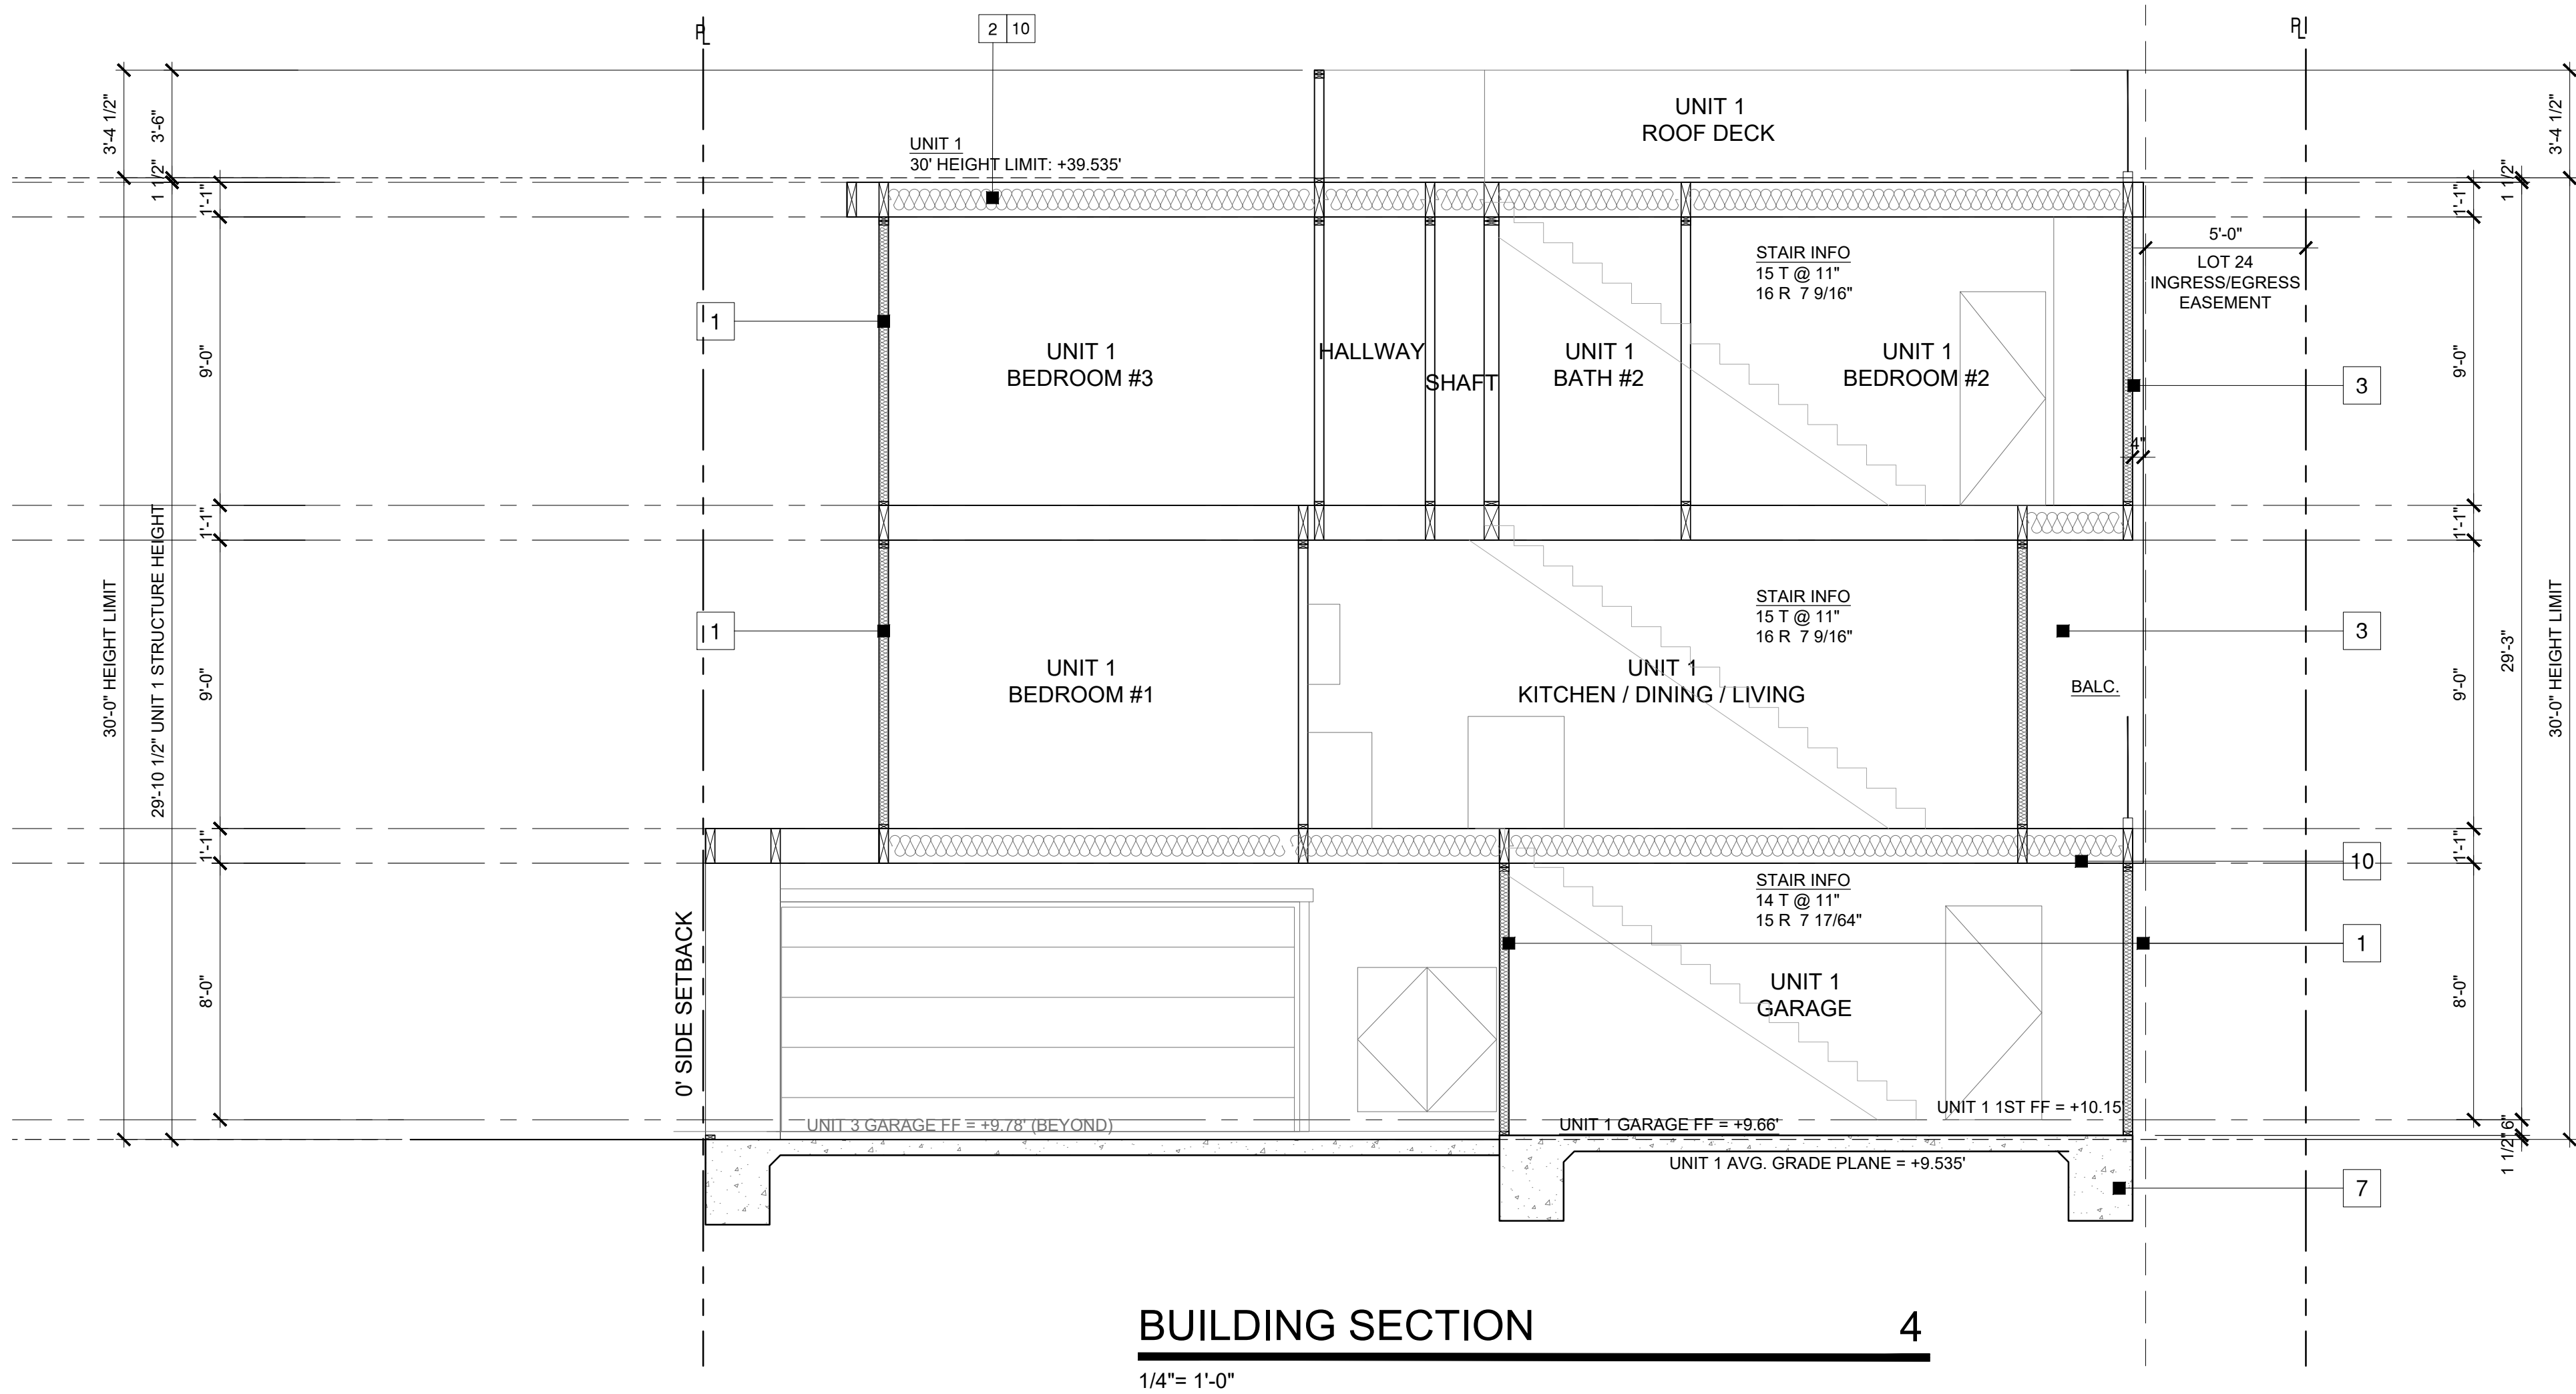 PL
2 10
PL
3'-4 1/2"
3'-6"
UNIT 1
ROOF DECK
3'-4 1/2"
UNIT 1
30' HEIGHT LIMIT: +39.535'
1 1/2"
1'-1"
1'-1"
1 1/2"
5'-0"
LOT 24
INGRESS/EGRESS
EASEMENT
STAIR INFO
15 T @ 11"
16 R 7 9/16"
1
9'-0"
UNIT 1
BEDROOM #3
HALLWAY
SHAFT
UNIT 1
BATH #2
UNIT 1
BEDROOM #2
3
9'-0"
4"
1'-1"
1'-1"
30'-0" HEIGHT LIMIT
29'-10 1/2" UNIT 1 STRUCTURE HEIGHT
STAIR INFO
15 T @ 11"
16 R 7 9/16"
1
3
9'-0"
UNIT 1
BEDROOM #1
UNIT 1
KITCHEN / DINING / LIVING
BALC.
9'-0"
29'-3"
30'-0" HEIGHT LIMIT
1'-1"
1'-1"
10
STAIR INFO
14 T @ 11"
15 R 7 17/64"
1
8'-0"
0' SIDE SETBACK
UNIT 1
GARAGE
8'-0"
UNIT 1 1ST FF = +10.15
UNIT 3 GARAGE FF = +9.78' (BEYOND)
UNIT 1 GARAGE FF = +9.66'
6"
1 1/2"
UNIT 1 AVG. GRADE PLANE = +9.535'
7
BUILDING SECTION 4
1/4"= 1'-0"